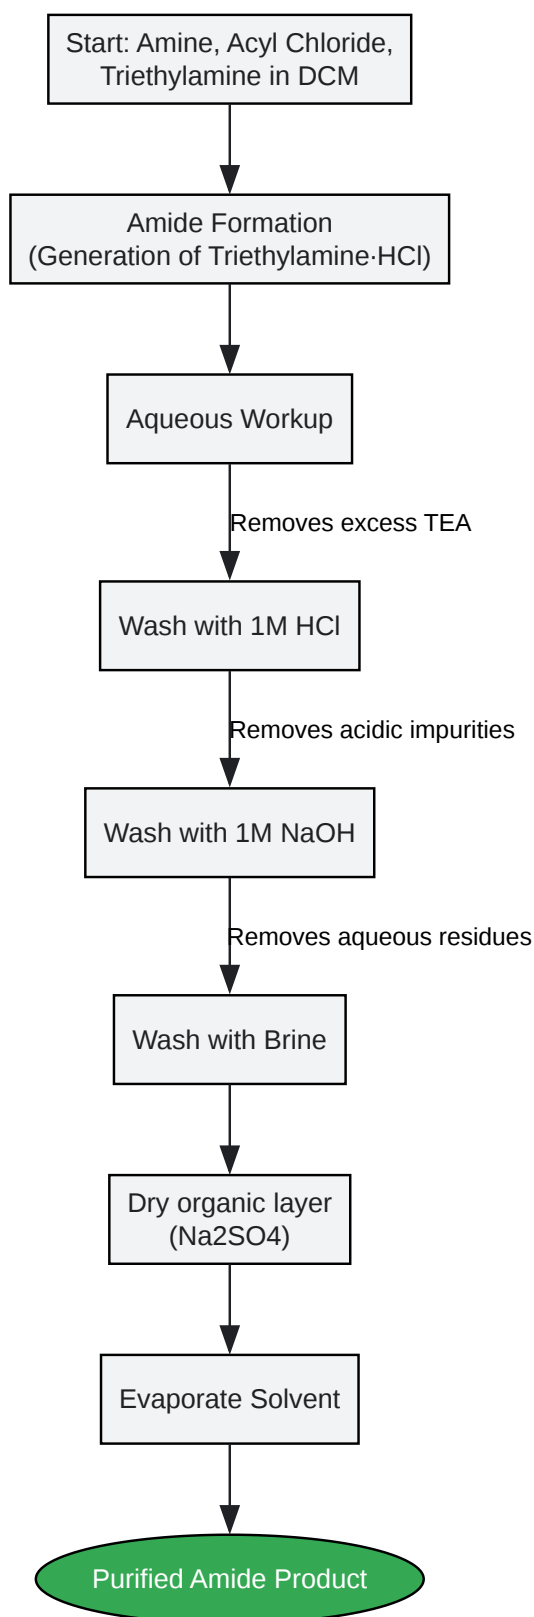 Start: Amine, Acyl Chloride,
Triethylamine in DCM
Amide Formation
(Generation of Triethylamine·HCl)
Aqueous Workup
Removes excess TEA
Wash with 1M HCl
Removes acidic impurities
Wash with 1M NaOH
Removes aqueous residues
Wash with Brine
Dry organic layer
(Na2SO4)
Evaporate Solvent
Purified Amide Product